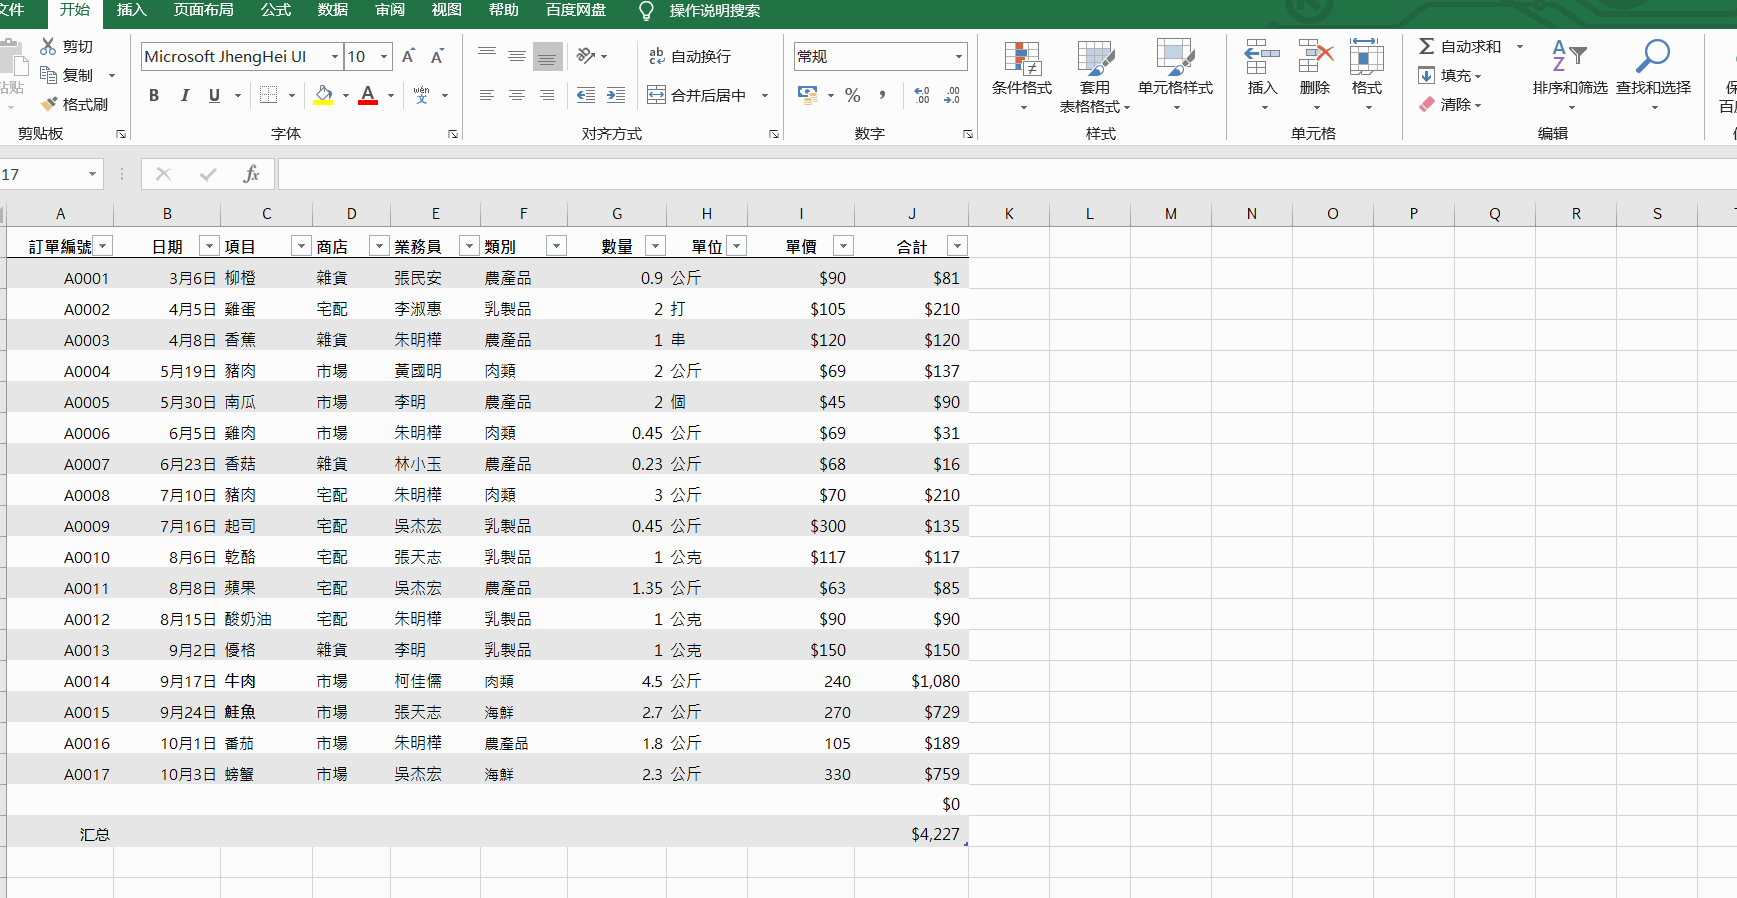 文件 开始 插入 页面布局 公式 数据 审阅 视图 帮助 百度网盘 操作说明搜索
剪切
复制
格式刷
剪贴板
Microsoft JhengHei UI 10 A A
B I U A wén 文
字体
ab 自动换行
合并后居中
对齐方式
常规
% , .00 .00
数字
条件格式 套用 表格格式 单元格样式
样式
插入 删除 格式
单元格
Σ 自动求和
填充
清除
排序和筛选 查找和选择
编辑
17 fx
A B C D E F G H I J K L M N O P Q R S
訂單編號 日期 項目 商店 業務員 類別 數量 單位 單價 合計
A0001 3月6日 柳橙 雜貨 張民安 農產品 0.9 公斤 $90 $81
A0002 4月5日 雞蛋 宅配 李淑惠 乳製品 2 打 $105 $210
A0003 4月8日 香蕉 雜貨 朱明樺 農產品 1 串 $120 $120
A0004 5月19日 豬肉 市場 黃國明 肉類 2 公斤 $69 $137
A0005 5月30日 南瓜 市場 李明 農產品 2 個 $45 $90
A0006 6月5日 雞肉 市場 朱明樺 肉類 0.45 公斤 $69 $31
A0007 6月23日 香菇 雜貨 林小玉 農產品 0.23 公斤 $68 $16
A0008 7月10日 豬肉 宅配 朱明樺 肉類 3 公斤 $70 $210
A0009 7月16日 起司 宅配 吳杰宏 乳製品 0.45 公斤 $300 $135
A0010 8月6日 乾酪 宅配 張天志 乳製品 1 公克 $117 $117
A0011 8月8日 蘋果 宅配 吳杰宏 農產品 1.35 公斤 $63 $85
A0012 8月15日 酸奶油 宅配 朱明樺 乳製品 1 公克 $90 $90
A0013 9月2日 優格 雜貨 李明 乳製品 1 公克 $150 $150
A0014 9月17日 牛肉 市場 柯佳儒 肉類 4.5 公斤 240 $1,080
A0015 9月24日 鮭魚 市場 張天志 海鮮 2.7 公斤 270 $729
A0016 10月1日 番茄 市場 朱明樺 農產品 1.8 公斤 105 $189
A0017 10月3日 螃蟹 市場 吳杰宏 海鮮 2.3 公斤 330 $759
$0
汇总 $4,227